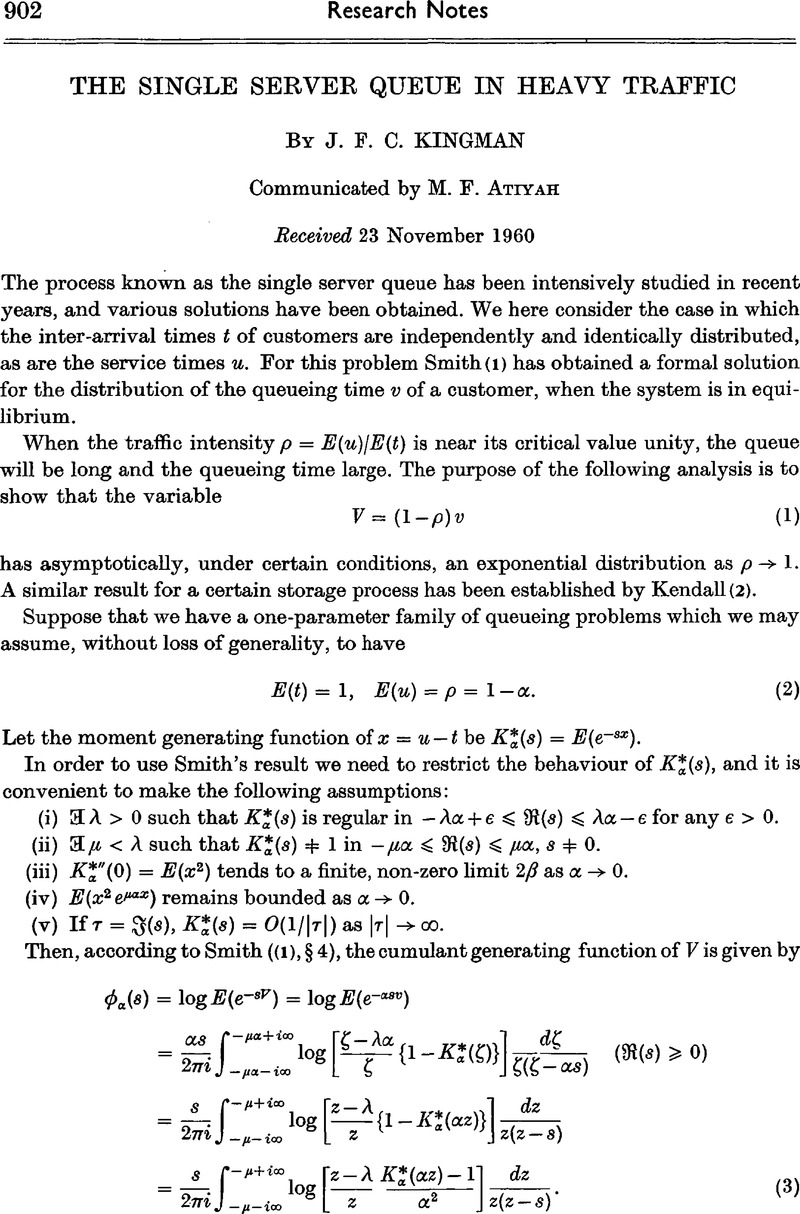 902 Research Notes
THE SINGLE SERVER QUEUE IN HEAVY TRAFFIC
By J. F. C. KINGMAN
Communicated by M. F. Atiyah
Received 23 November 1960
The process known as the single server queue has been intensively studied in recent
years, and various solutions have been obtained. We here consider the case in which
the inter-arrival times t of customers are independently and identically distributed,
as are the service times u. For this problem Smith (1) has obtained a formal solution
for the distribution of the queueing time v of a customer, when the system is in equi-
librium.
When the traffic intensity ρ = E(u)/E(t) is near its critical value unity, the queue
will be long and the queueing time large. The purpose of the following analysis is to
show that the variable
V = (1−ρ)v (1)
has asymptotically, under certain conditions, an exponential distribution as ρ → 1.
A similar result for a certain storage process has been established by Kendall (2).
Suppose that we have a one-parameter family of queueing problems which we may
assume, without loss of generality, to have
E(t) = 1, E(u) = ρ = 1−α. (2)
Let the moment generating function of x = u−t be K*_α(s) = E(e^{−sx}).
In order to use Smith's result we need to restrict the behaviour of K*_α(s), and it is
convenient to make the following assumptions:
(i) ∃ λ > 0 such that K*_α(s) is regular in −λα+ϵ ⩽ ℜ(s) ⩽ λα−ϵ for any ϵ > 0.
(ii) ∃ μ < λ such that K*_α(s) ≠ 1 in −μα ⩽ ℜ(s) ⩽ μα, s ≠ 0.
(iii) K*_α″(0) = E(x²) tends to a finite, non-zero limit 2β as α → 0.
(iv) E(x² e^{μαx}) remains bounded as α → 0.
(v) If τ = ℑ(s), K*_α(s) = O(1/|τ|) as |τ| → ∞.
Then, according to Smith ((1), § 4), the cumulant generating function of V is given by
ϕ_α(s) = log E(e^{−sV}) = log E(e^{−αsv})
= αs/2πi ∫_{−μα−i∞}^{−μα+i∞} log [ (ζ−λα)/ζ {1−K*_α(ζ)} ] dζ/ζ(ζ−αs) (ℜ(s) ⩾ 0)
= s/2πi ∫_{−μ−i∞}^{−μ+i∞} log [ (z−λ)/z {1−K*_α(αz)} ] dz/z(z−s)
= s/2πi ∫_{−μ−i∞}^{−μ+i∞} log [ (z−λ)/z (K*_α(αz)−1)/α² ] dz/z(z−s). (3)